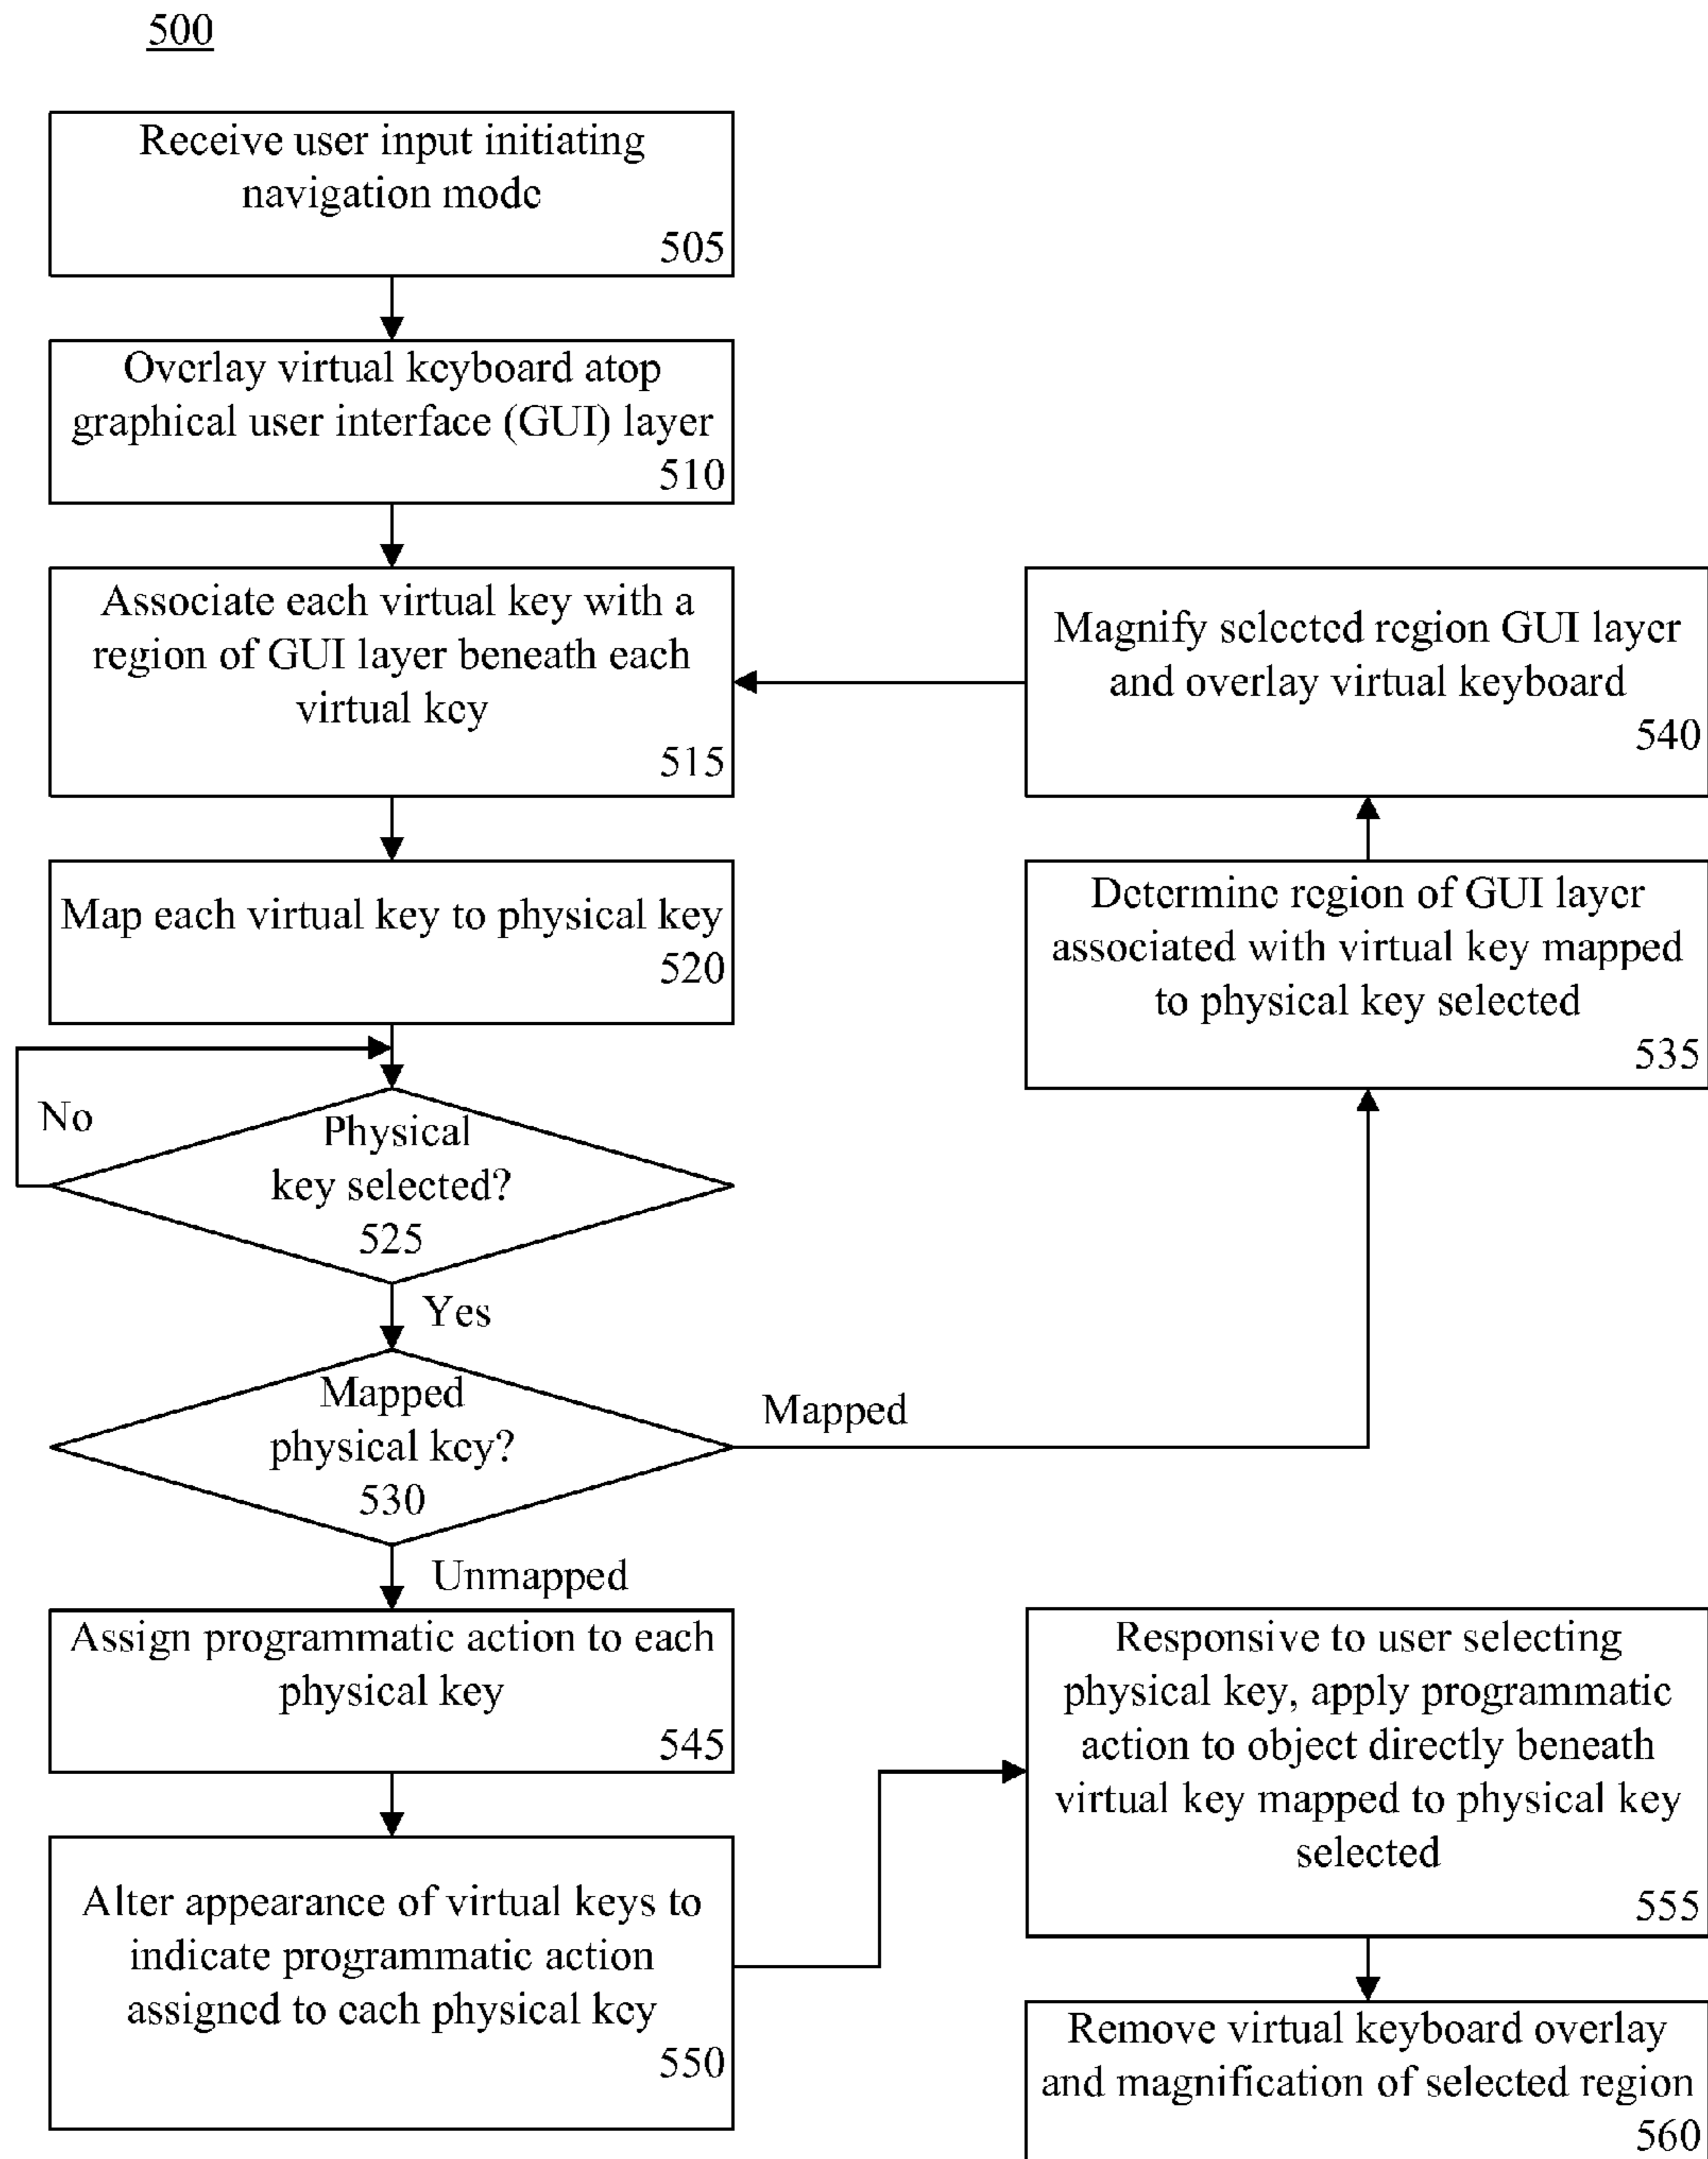 500
Receive user input initiating
navigation mode
505
Overlay virtual keyboard atop
graphical user interface (GUI) layer
510
Associate each virtual key with a
region of GUI layer beneath each
virtual key
515
Magnify selected region GUI layer
and overlay virtual keyboard
540
Map each virtual key to physical key
520
Determine region of GUI layer
associated with virtual key mapped
to physical key selected
535
No
Physical
key selected?
525
Yes
Mapped
physical key?
530
Mapped
Unmapped
Assign programmatic action to each
physical key
545
Alter appearance of virtual keys to
indicate programmatic action
assigned to each physical key
550
Responsive to user selecting
physical key, apply programmatic
action to object directly beneath
virtual key mapped to physical key
selected
555
Remove virtual keyboard overlay
and magnification of selected region
560